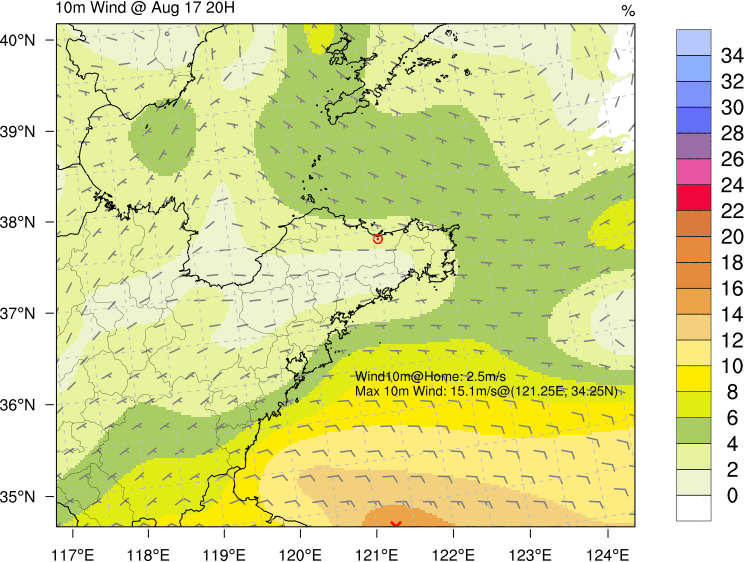 10m Wind @ Aug 17 20H
%
40°N
39°N
38°N
37°N
36°N
35°N
Wind10m@Home: 2.5m/s
Max 10m Wind: 15.1m/s@(121.25E, 34.25N)
117°E 118°E 119°E 120°E 121°E 122°E 123°E 124°E
34
32
30
28
26
24
22
20
18
16
14
12
10
8
6
4
2
0